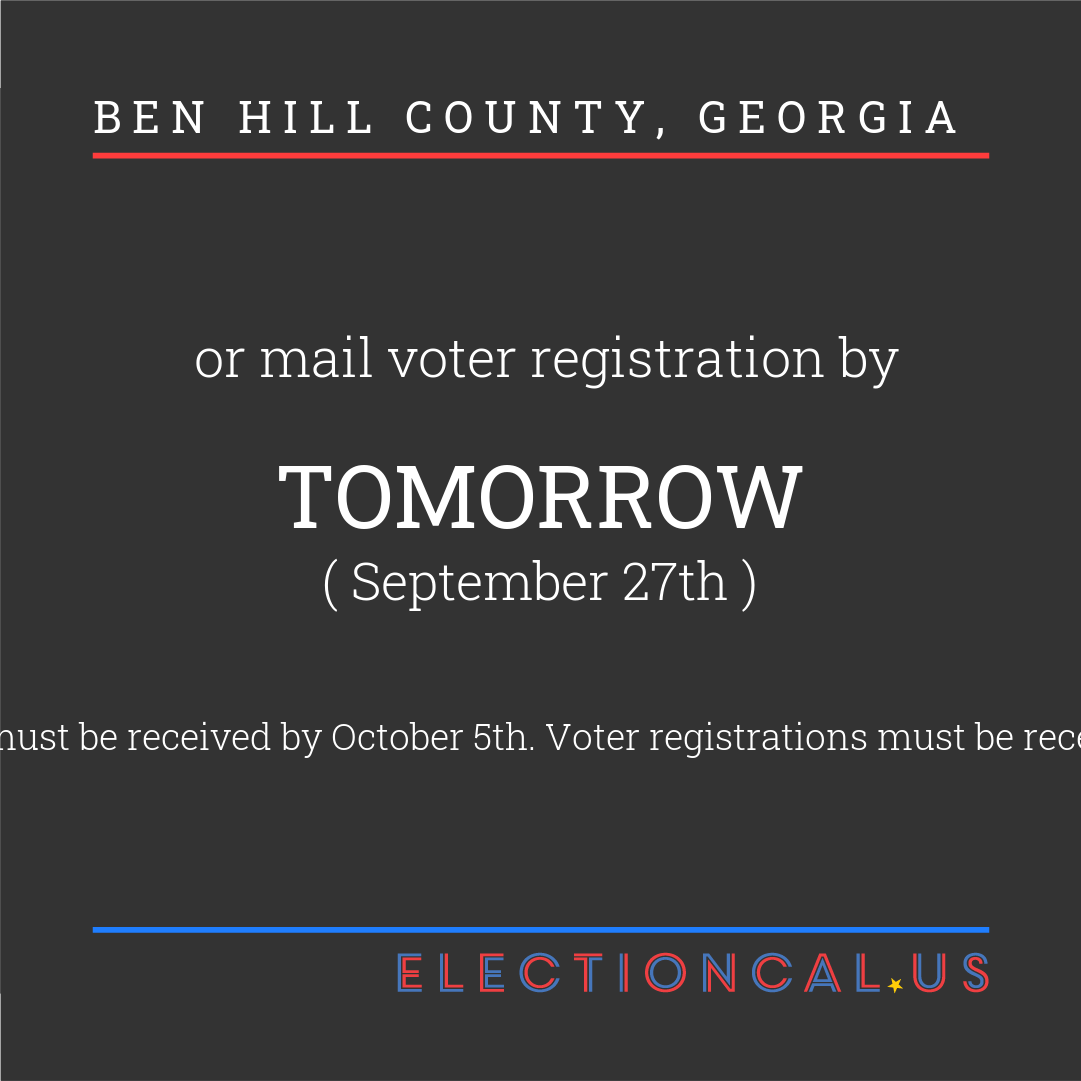 BEN HILL COUNTY, GEORGIA
or mail voter registration by
TOMORROW
( September 27th )
must be received by October 5th. Voter registrations must be
ELECTIONCAL.US